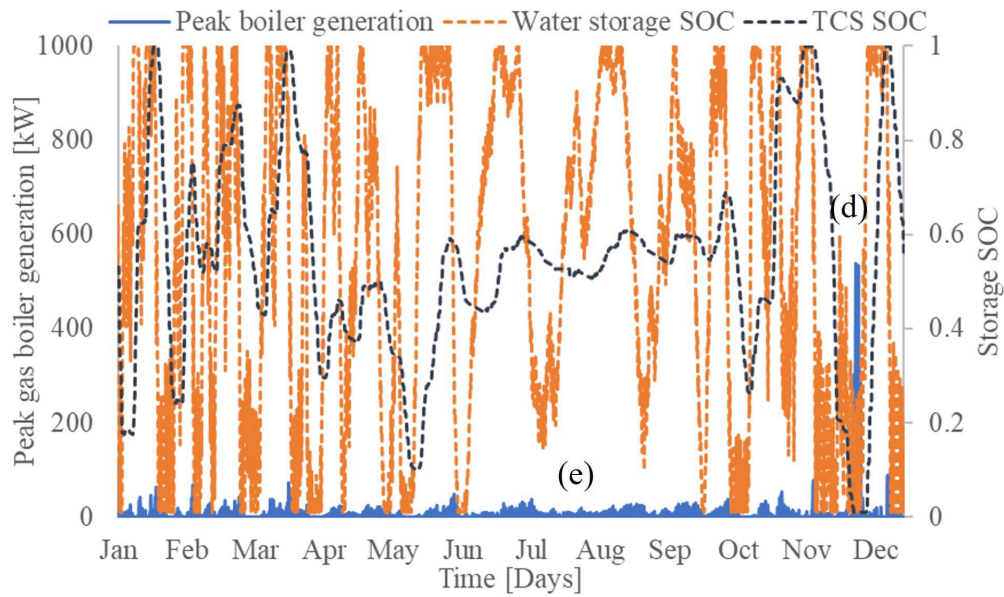 Peak boiler generation Water storage SOC TCS SOC
Peak gas boiler generation [kW]
1000
800
600
400
200
0
1
0.8
0.6
0.4
0.2
0
Storage SOC
(d)
(e)
Jan Feb Mar Apr May Jun Jul Aug Sep Oct Nov Dec
Time [Days]